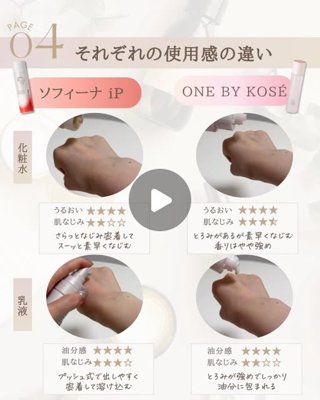 PAGE
04
それぞれの使用感の違い
ソフィーナ iP
ONE BY KOSÉ
化粧水
うるおい ★★★★
肌なじみ ★★☆☆
さらっとなじみ密着して
スーッと素早くなじむ
うるおい ★★★★
肌なじみ ★★★★
とろみがあるが素早くなじむ
香りはやや強め
乳液
油分感 ★★★★
肌なじみ ★★★☆
プッシュ式で出しやすく
密着して溶け込む
油分感 ★★★★
肌なじみ ★★☆☆
とろみが強めでしっかり
油分に包まれる